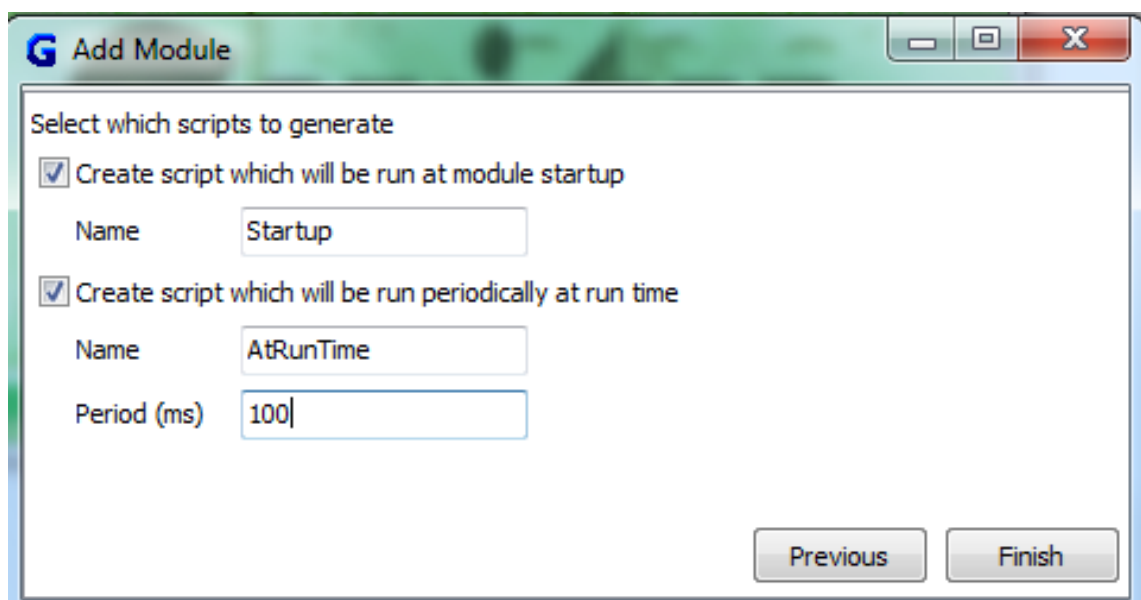 G Add Module
Select which scripts to generate
Create script which will be run at module startup
Name Startup
Create script which will be run periodically at run time
Name AtRunTime
Period (ms) 100
Previous Finish